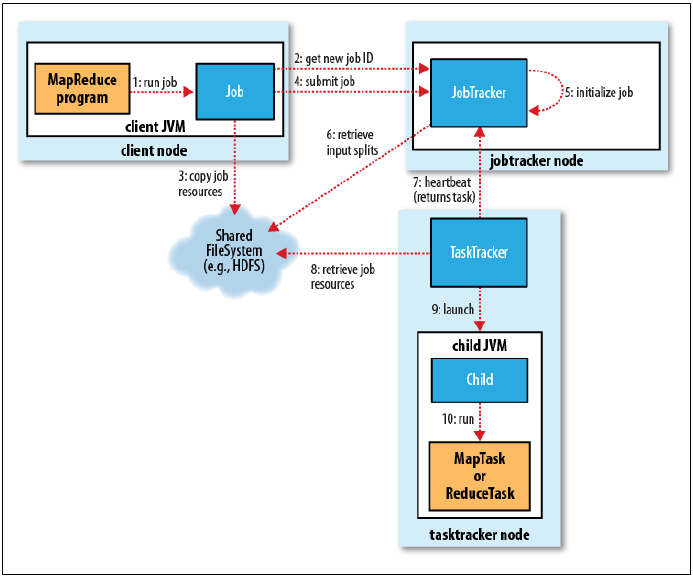 MapReduce
program
1: run job
Job
client JVM
client node
2: get new job ID
4: submit job
JobTracker
5: initialize job
jobtracker node
3: copy job
resources
6: retrieve
input splits
7: heartbeat
(returns task)
Shared
FileSystem
(e.g., HDFS)
8: retrieve job
resources
TaskTracker
9: launch
child JVM
Child
10: run
MapTask
or
ReduceTask
tasktracker node